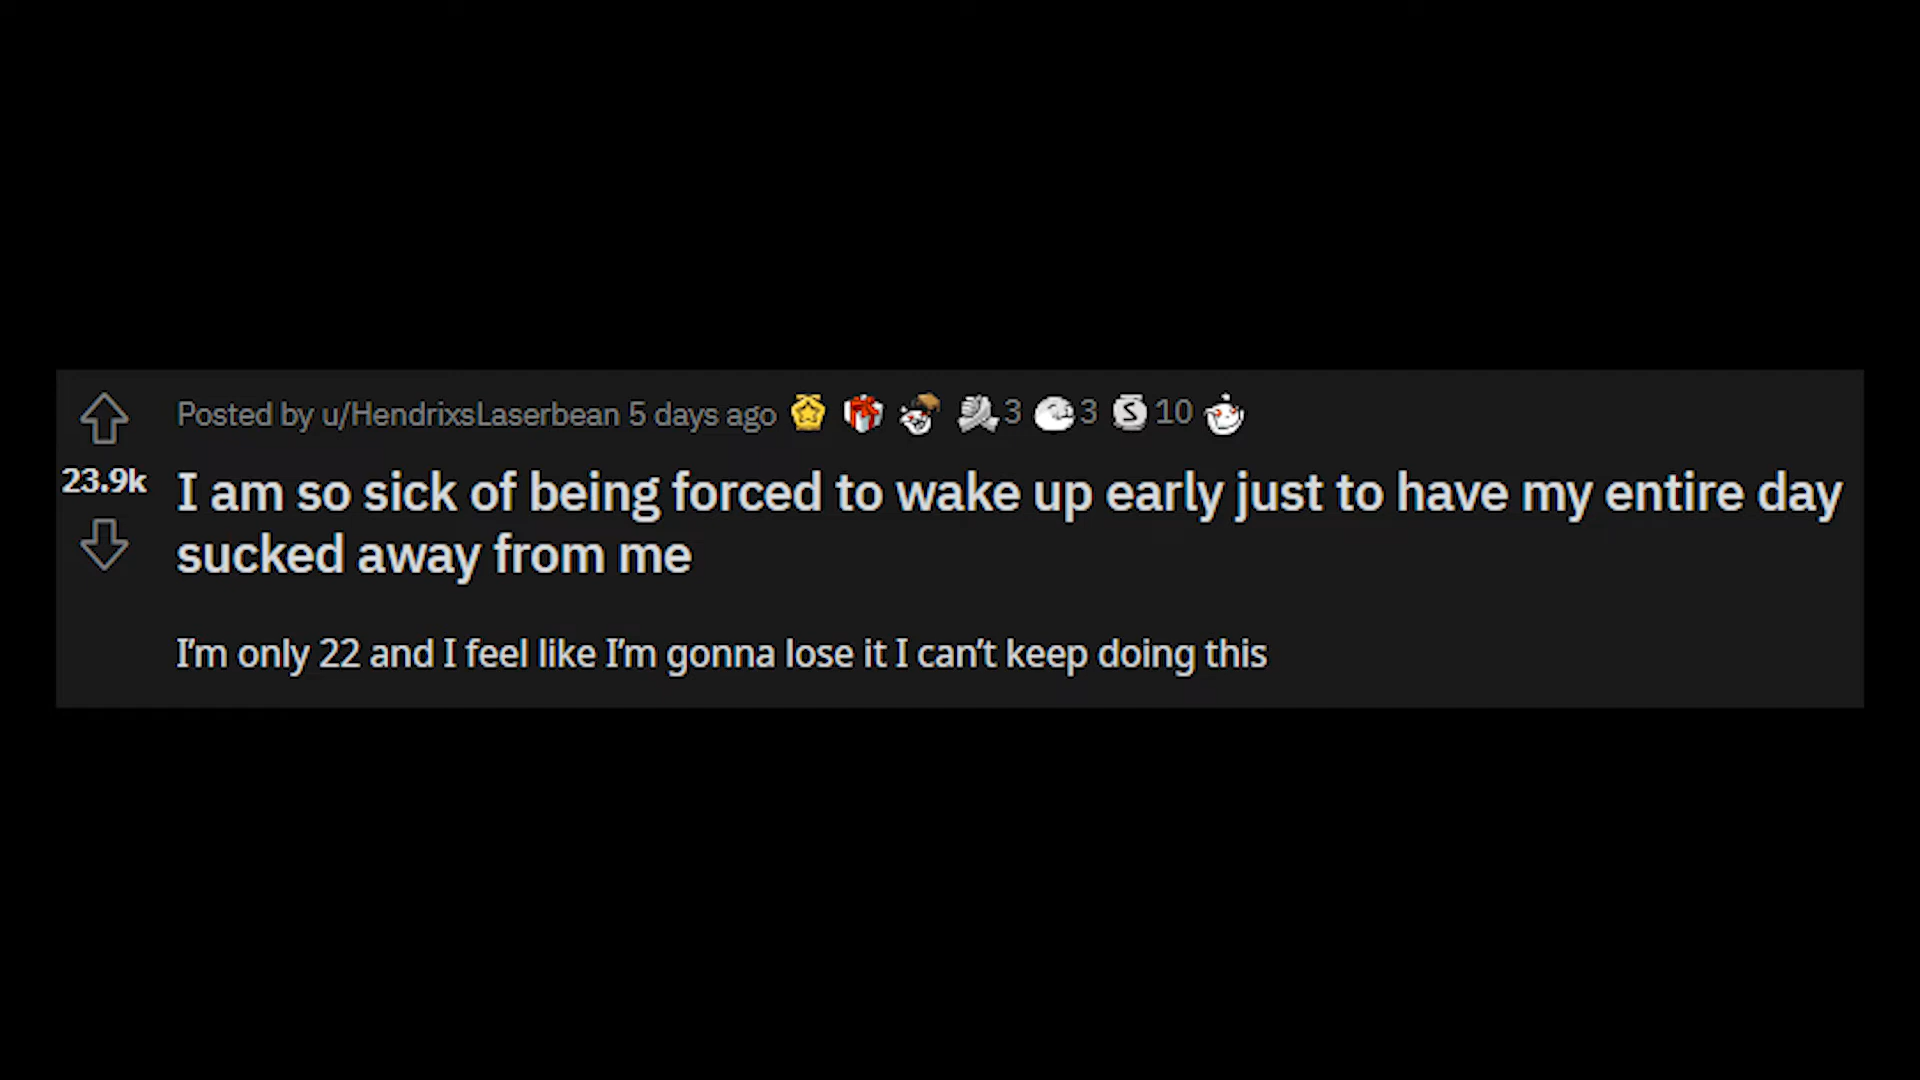 Posted by u/HendrixsLaserbean 5 days ago 3 3 S 10
23.9k
I am so sick of being forced to wake up early just to have my entire day
sucked away from me
I'm only 22 and I feel like I'm gonna lose it I can't keep doing this